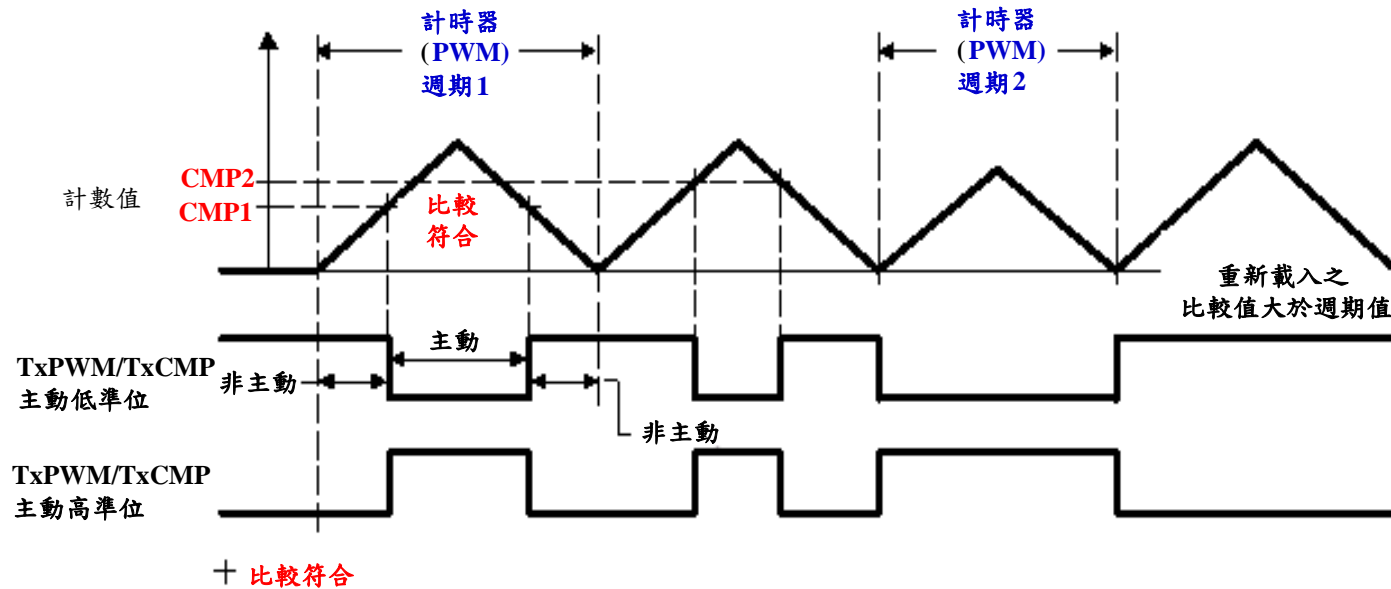 計時器
(PWM)
週期1
計時器
(PWM)
週期2
計數值
CMP2
CMP1
比較
符合
重新載入之
比較值大於週期值
TxPWM/TxCMP
主動低準位
非主動
主動
非主動
TxPWM/TxCMP
主動高準位
+ 比較符合